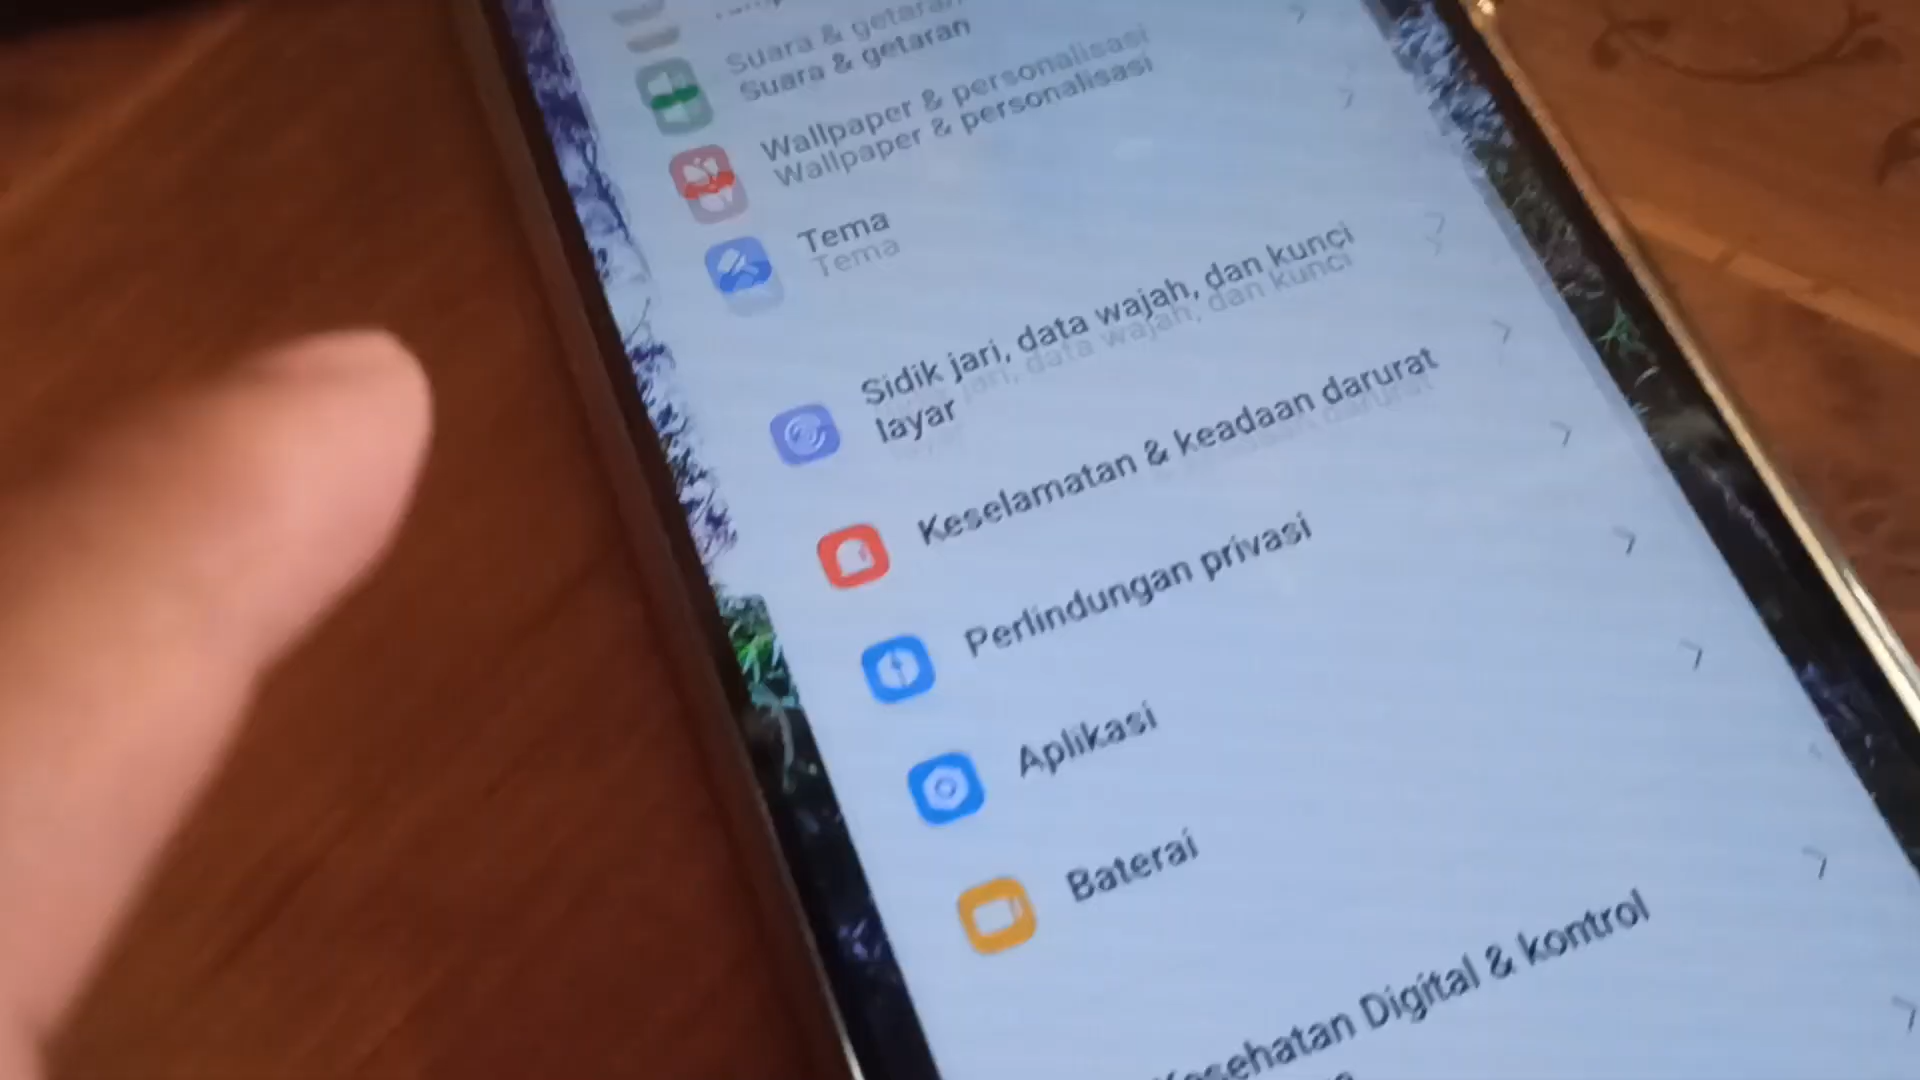 Suara & getaran
Wallpaper & personalisasi
Tema
Sidik jari, data wajah, dan kunci
layar
Keselamatan & keadaan darurat
Perlindungan privasi
Aplikasi
Baterai
Kesehatan Digital & kontrol